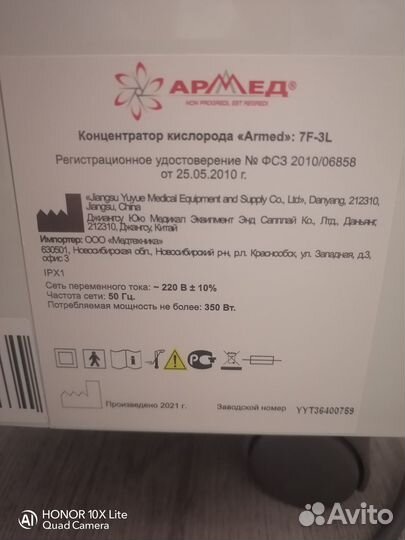 АРМЕД®
NON PROGREDI, EST REGREDI
Концентратор кислорода «Armed»: 7F-3L
Регистрационное удостоверение № ФСЗ 2010/06858
от 25.05.2010 г.
«Jiangsu Yuyue Medical Equipment and Supply Co., Ltd», Danyang, 212310,
Jiangsu, China
Джиангсу Юю Медикал Эквипмент Энд Сапплай Ко., Лтд., Даньянг,
212310, Джангсу, Китай
Импортер: ООО «Медтехника»
630501, Новосибирская обл., Новосибирский р-н, р.п. Краснообск, ул. Западная, д.3,
офис 3
IPX1
Сеть переменного тока: ~ 220 В ± 10%
Частота сети: 50 Гц.
Потребляемая мощность не более: 350 Вт.
Произведено 2021 г.
Заводской номер YYT36400769
HONOR 10X Lite
Quad Camera
AI
Avito